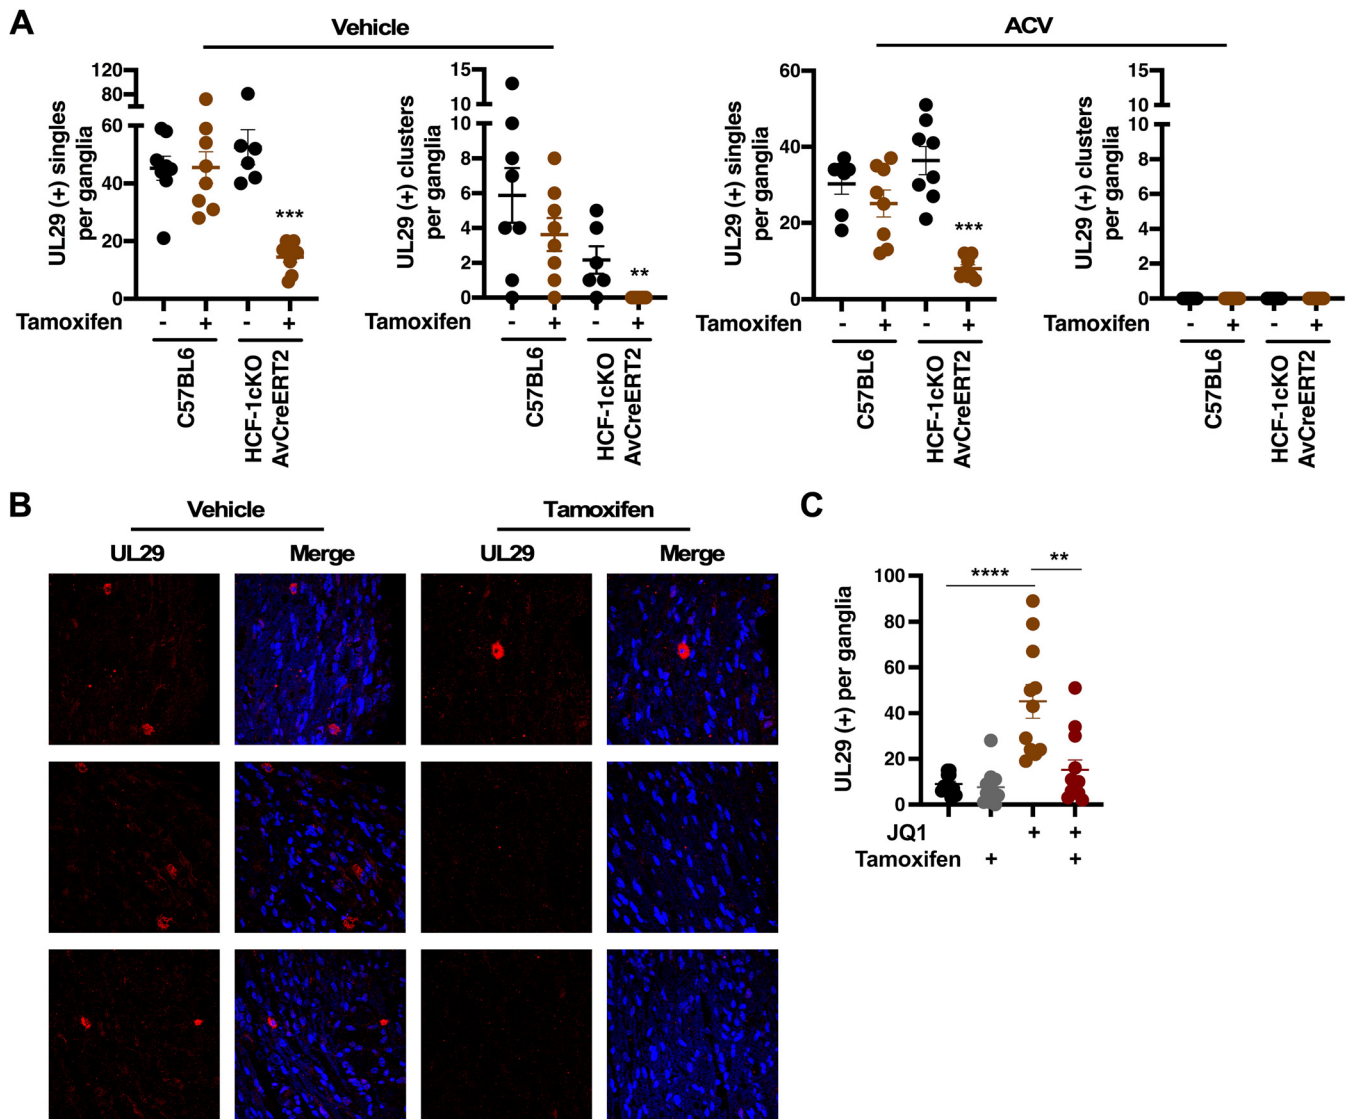 A
Vehicle
ACV
UL29 (+) singles
per ganglia
120
80
60
40
20
0
Tamoxifen
- + - +
C57BL6
HCF-1cKO
AvCreERT2
***
UL29 (+) clusters
per ganglia
15
10
10
8
6
4
2
0
Tamoxifen
- + - +
C57BL6
HCF-1cKO
AvCreERT2
**
UL29 (+) singles
per ganglia
60
40
20
0
Tamoxifen
- + - +
C57BL6
HCF-1cKO
AvCreERT2
***
UL29 (+) clusters
per ganglia
15
10
10
8
6
4
2
0
Tamoxifen
- + - +
C57BL6
HCF-1cKO
AvCreERT2
B
Vehicle
Tamoxifen
UL29
Merge
UL29
Merge
C
UL29 (+) per ganglia
100
80
60
40
20
0
****
**
JQ1 + +
Tamoxifen + +